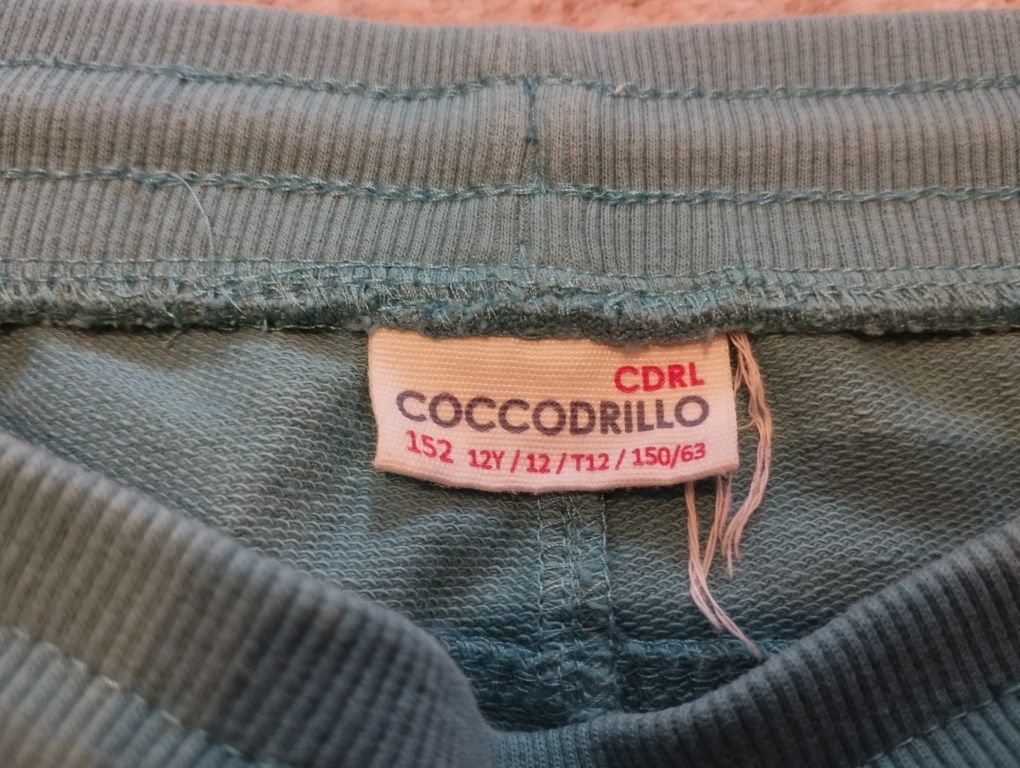 CDRL
COCCODRILLO
152 12Y / 12 / T12 / 150/63